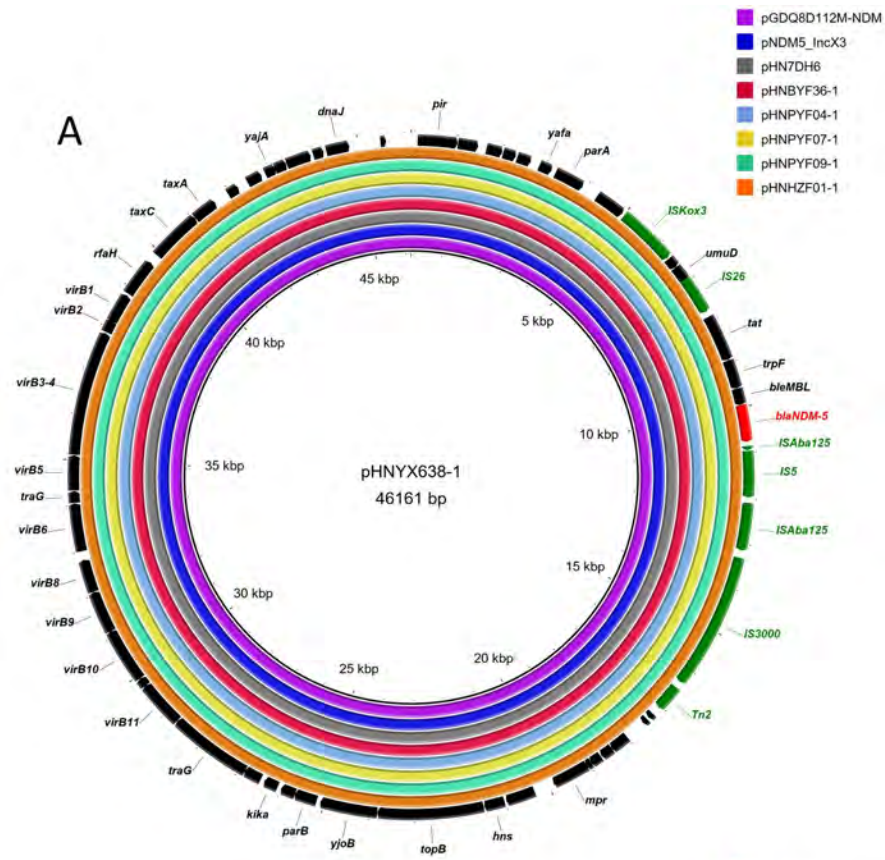 A
pGDQ8D112M-NDM
pNDM5_IncX3
pHN7DH6
pHNBYF36-1
pHNPYF04-1
pHNPYF07-1
pHNPYF09-1
pHNHZF01-1
pir
yafa
parA
ISKox3
umuD
IS26
tat
trpF
bleMBL
blaNDM-5
ISAba125
IS5
ISAba125
IS3000
Tn2
mpr
hns
topB
yjoB
parB
kika
traG
virB11
virB10
virB9
virB8
virB6
traG
virB5
virB3-4
virB2
virB1
rfaH
taxC
taxA
yajA
dnaJ
5 kbp
10 kbp
15 kbp
20 kbp
25 kbp
30 kbp
35 kbp
40 kbp
45 kbp
pHNYX638-1
46161 bp